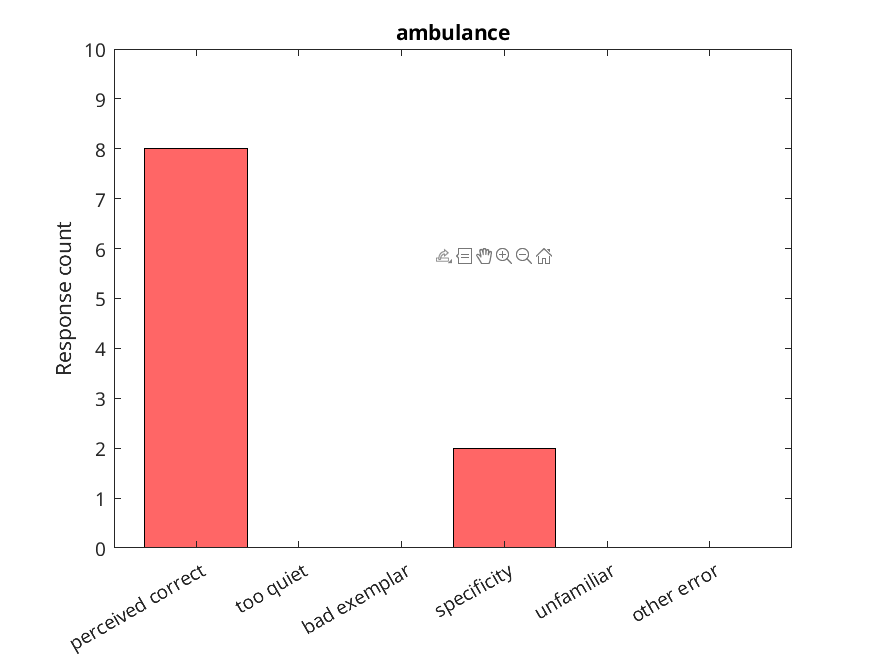 ambulance
10
9
8
7
6
5
4
3
2
1
0
Response count
perceived correct
too quiet
bad exemplar
specificity
unfamiliar
other error